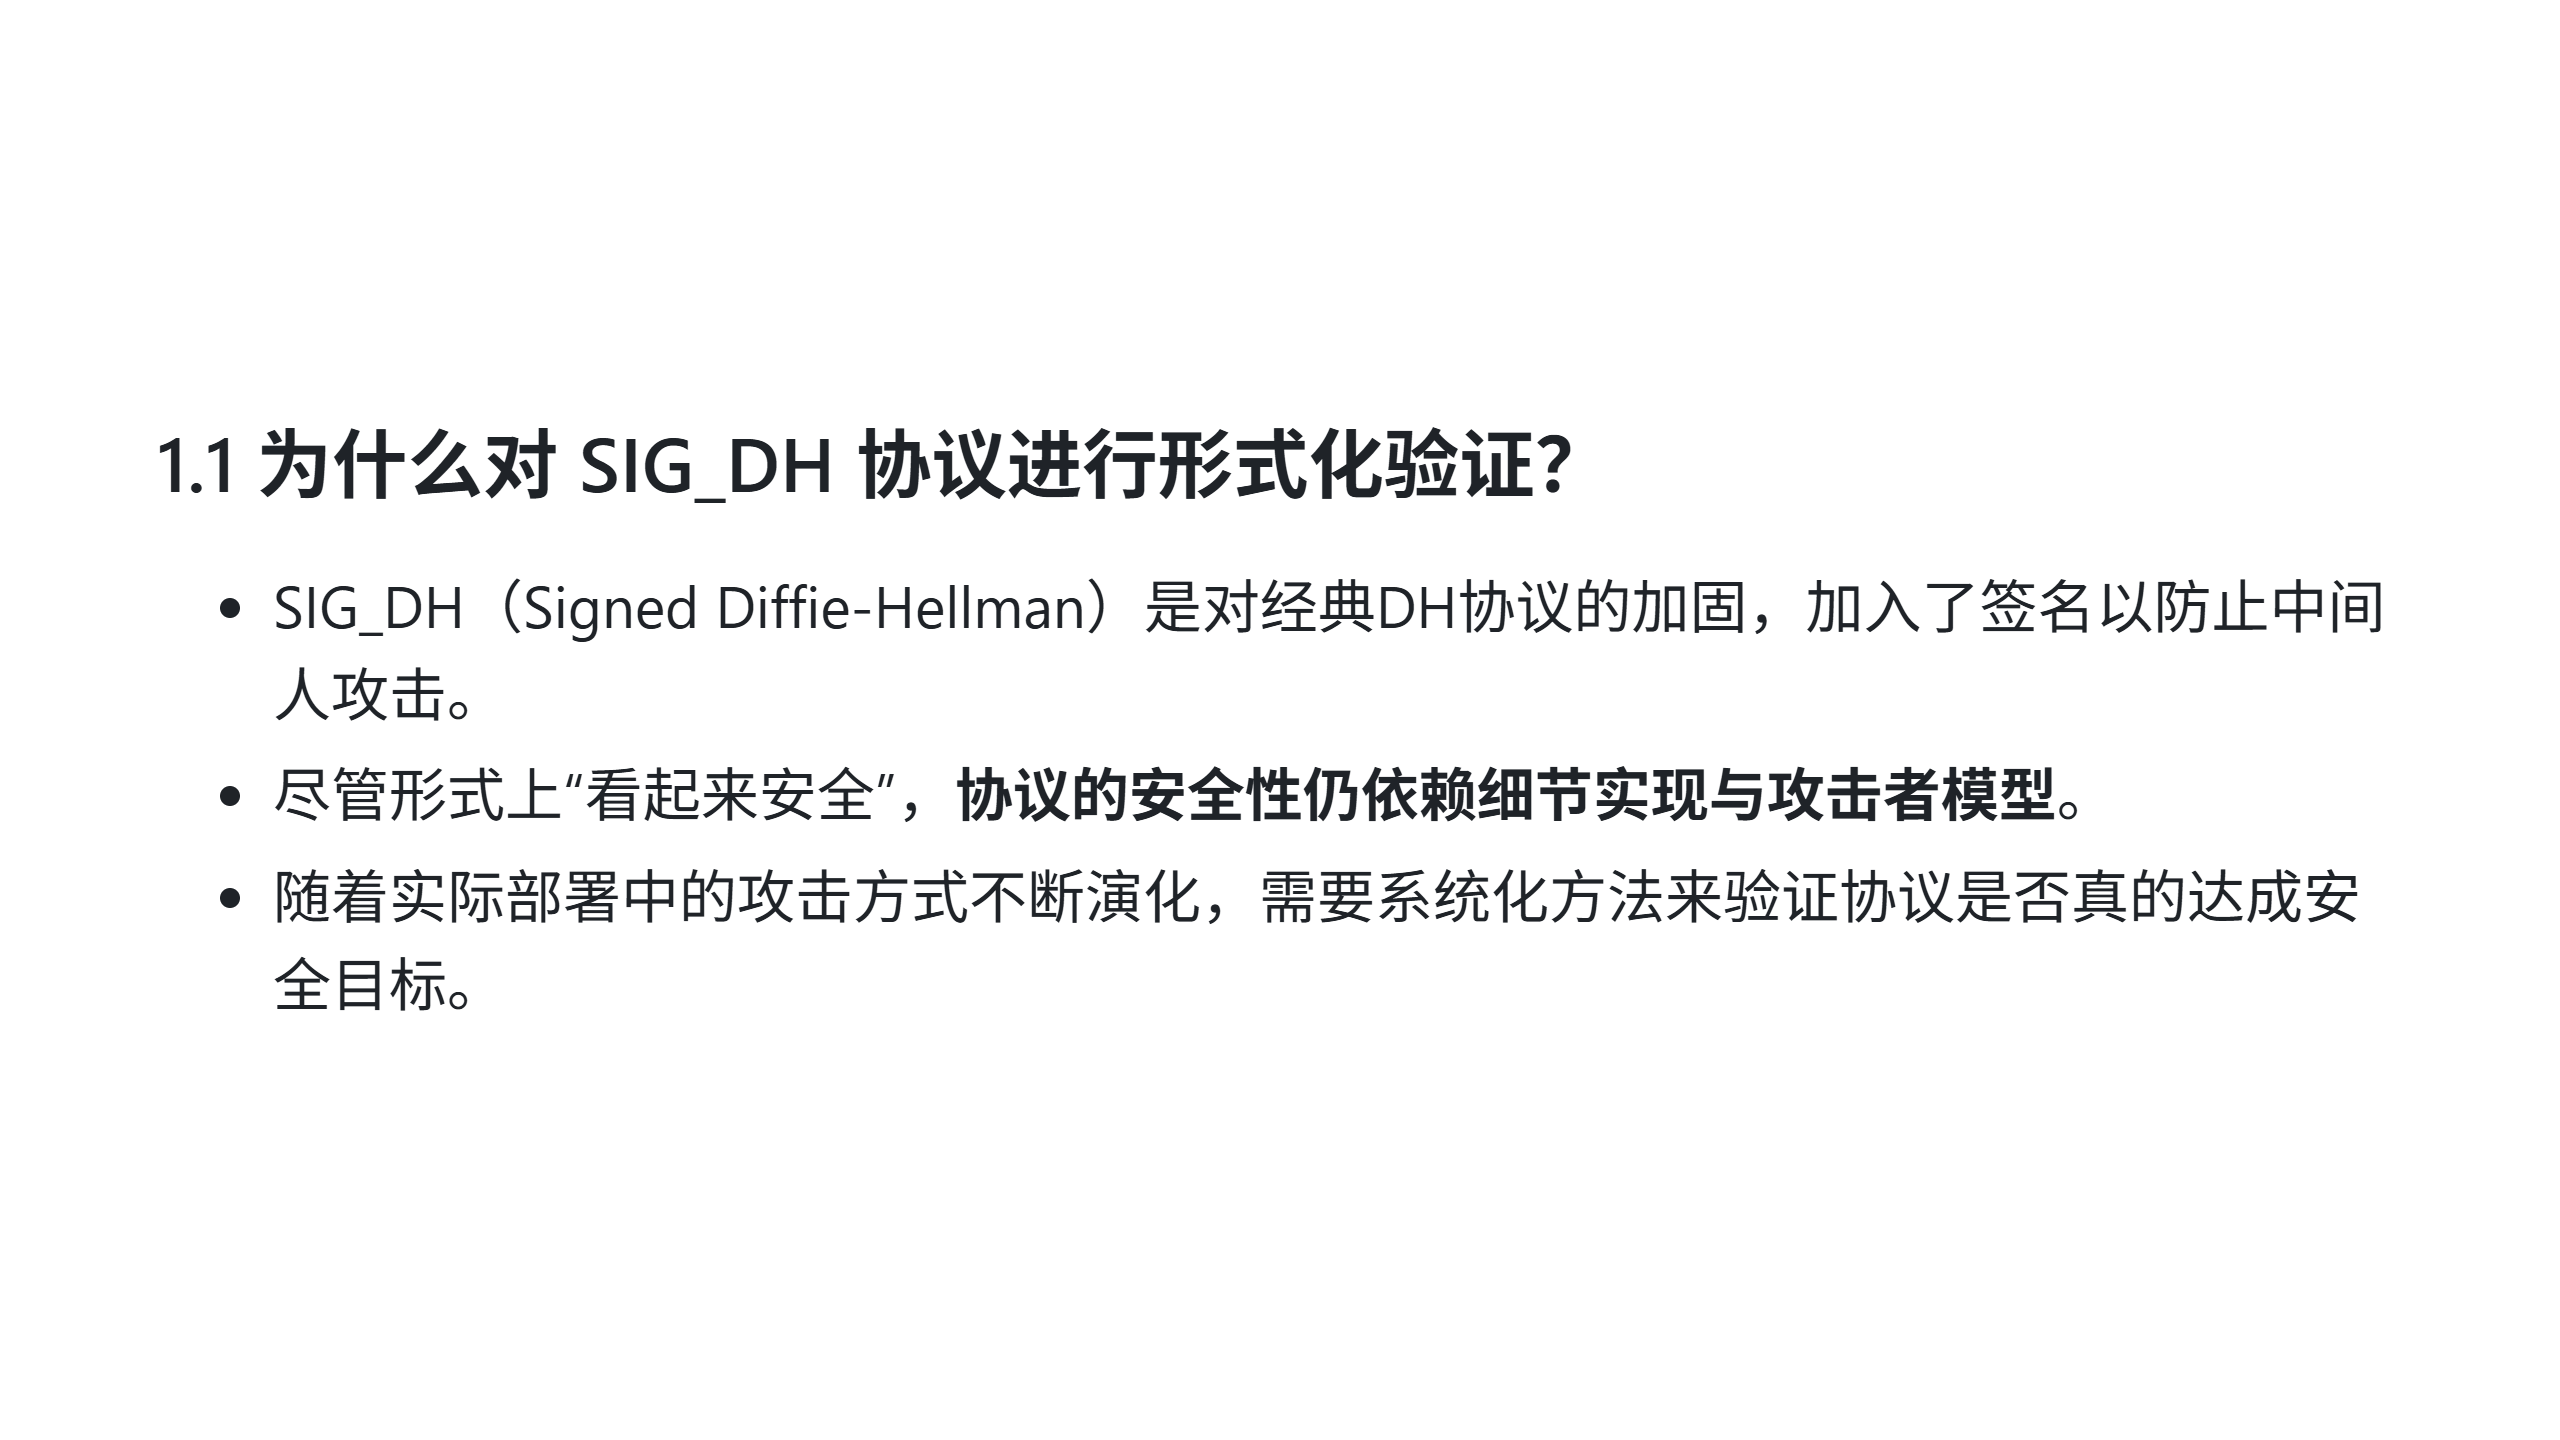 1.1 为什么对 SIG_DH 协议进行形式化验证？
• SIG_DH（Signed Diffie-Hellman）是对经典DH协议的加固，加入了签名以防止中间
人攻击。
• 尽管形式上“看起来安全”，协议的安全性仍依赖细节实现与攻击者模型。
• 随着实际部署中的攻击方式不断演化，需要系统化方法来验证协议是否真的达成安
全目标。